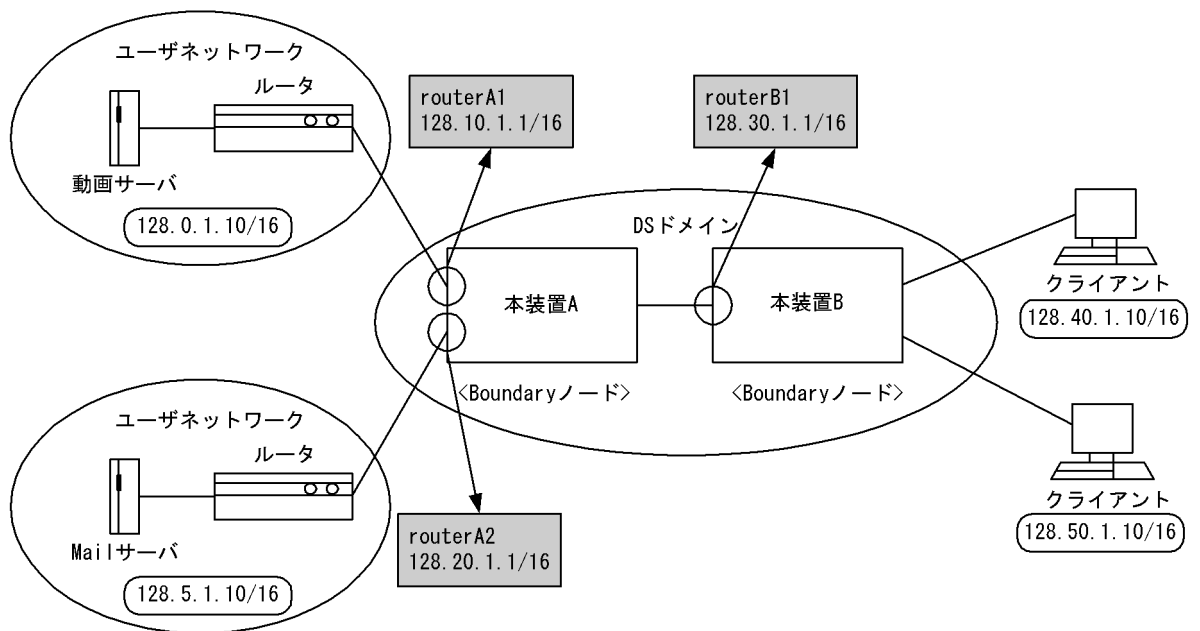 ユーザネットワーク
ルータ
動画サーバ
128.0.1.10/16
routerA1
128.10.1.1/16
routerB1
128.30.1.1/16
DSドメイン
本装置A
本装置B
<Boundaryノード>
<Boundaryノード>
クライアント
128.40.1.10/16
ユーザネットワーク
ルータ
Mailサーバ
128.5.1.10/16
routerA2
128.20.1.1/16
クライアント
128.50.1.10/16